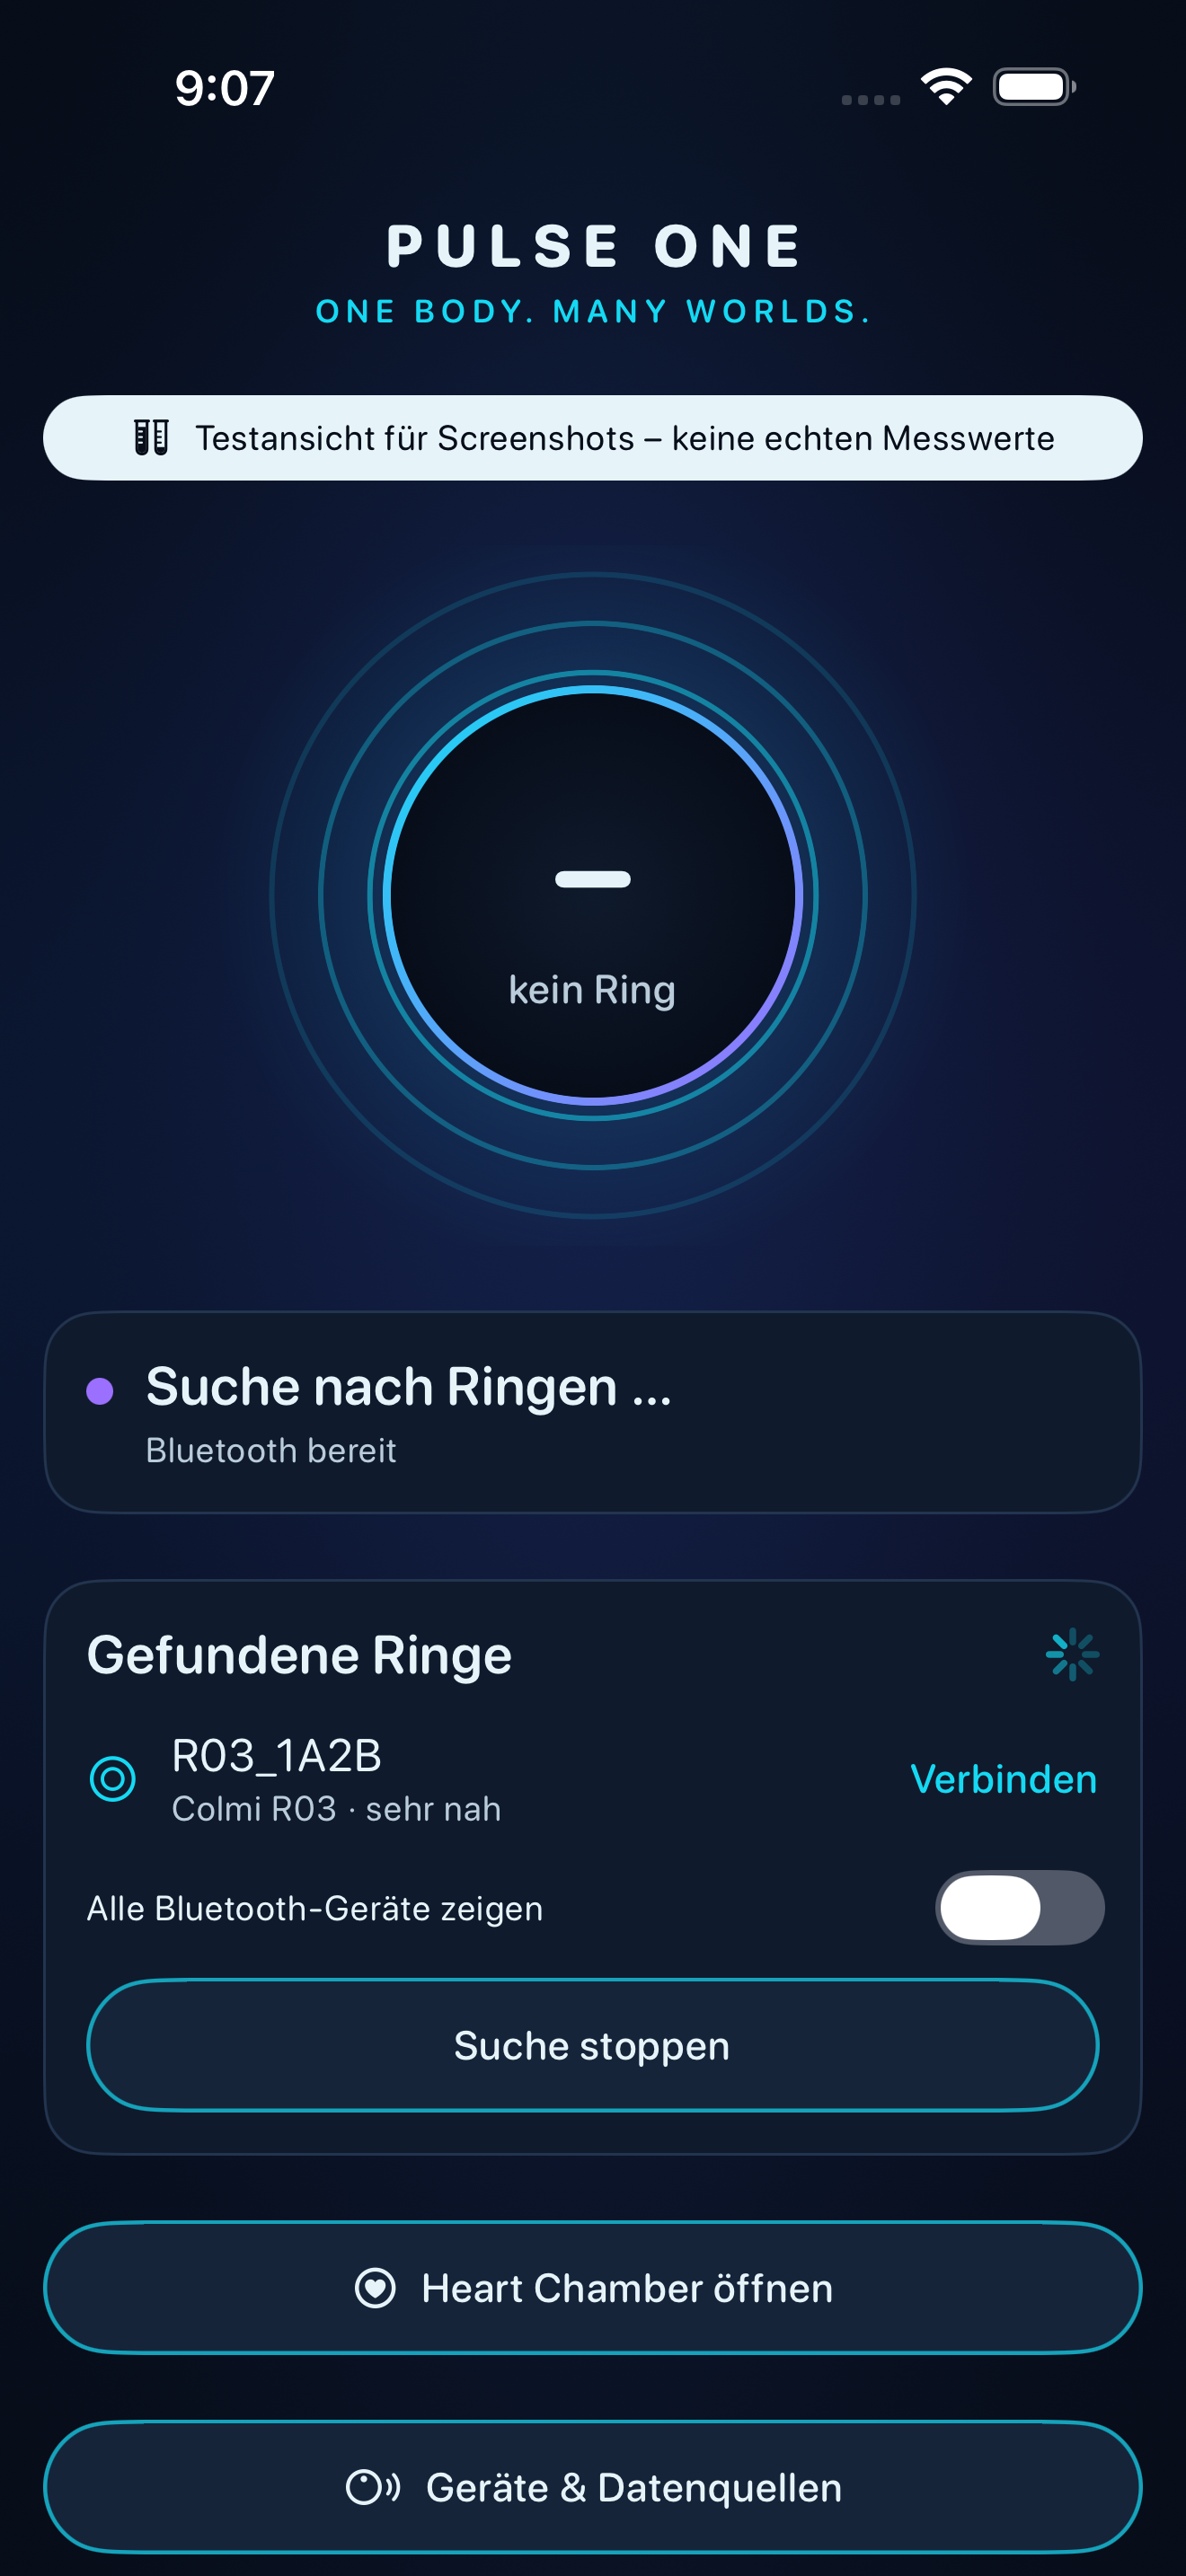 9:07
PULSE ONE
ONE BODY. MANY WORLDS.
Testansicht für Screenshots – keine echten Messwerte
–
kein Ring
Suche nach Ringen ...
Bluetooth bereit
Gefundene Ringe
R03_1A2B
Colmi R03 · sehr nah
Verbinden
Alle Bluetooth-Geräte zeigen
Suche stoppen
Heart Chamber öffnen
Geräte & Datenquellen